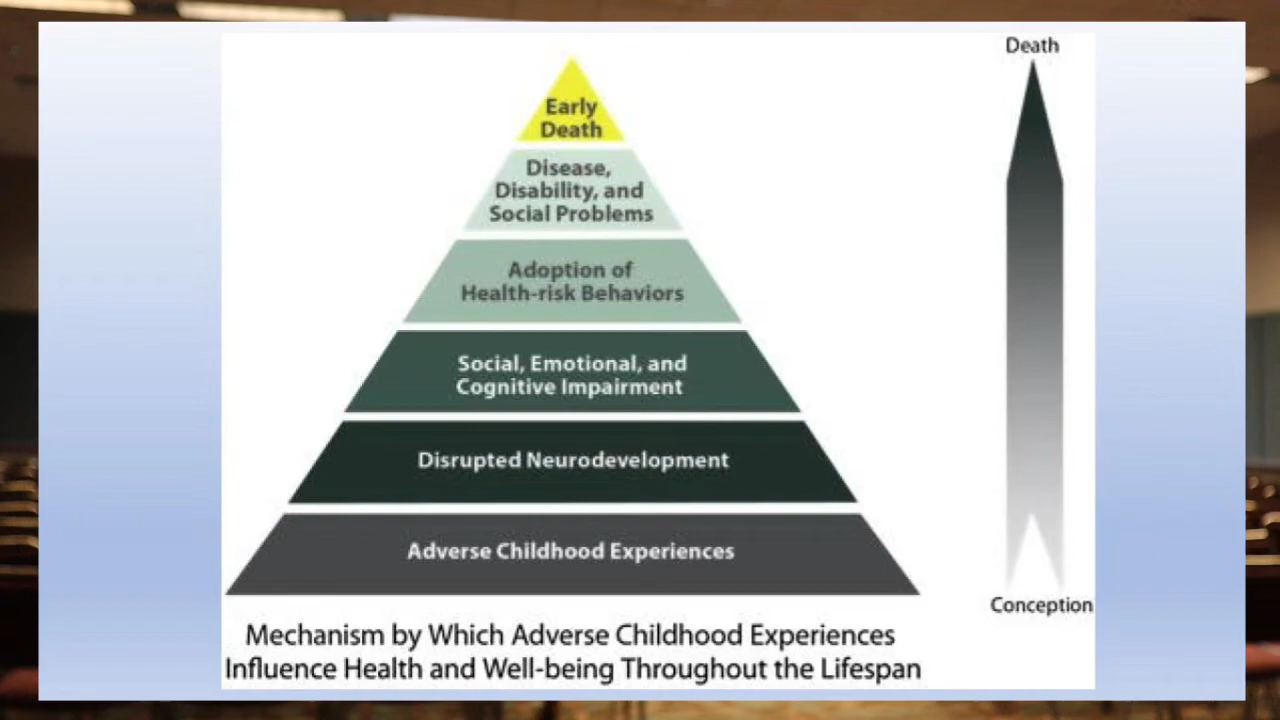 Death
Early
Death
Disease,
Disability, and
Social Problems
Adoption of
Health-risk Behaviors
Social, Emotional, and
Cognitive Impairment
Disrupted Neurodevelopment
Adverse Childhood Experiences
Conception
Mechanism by Which Adverse Childhood Experiences
Influence Health and Well-being Throughout the Lifespan